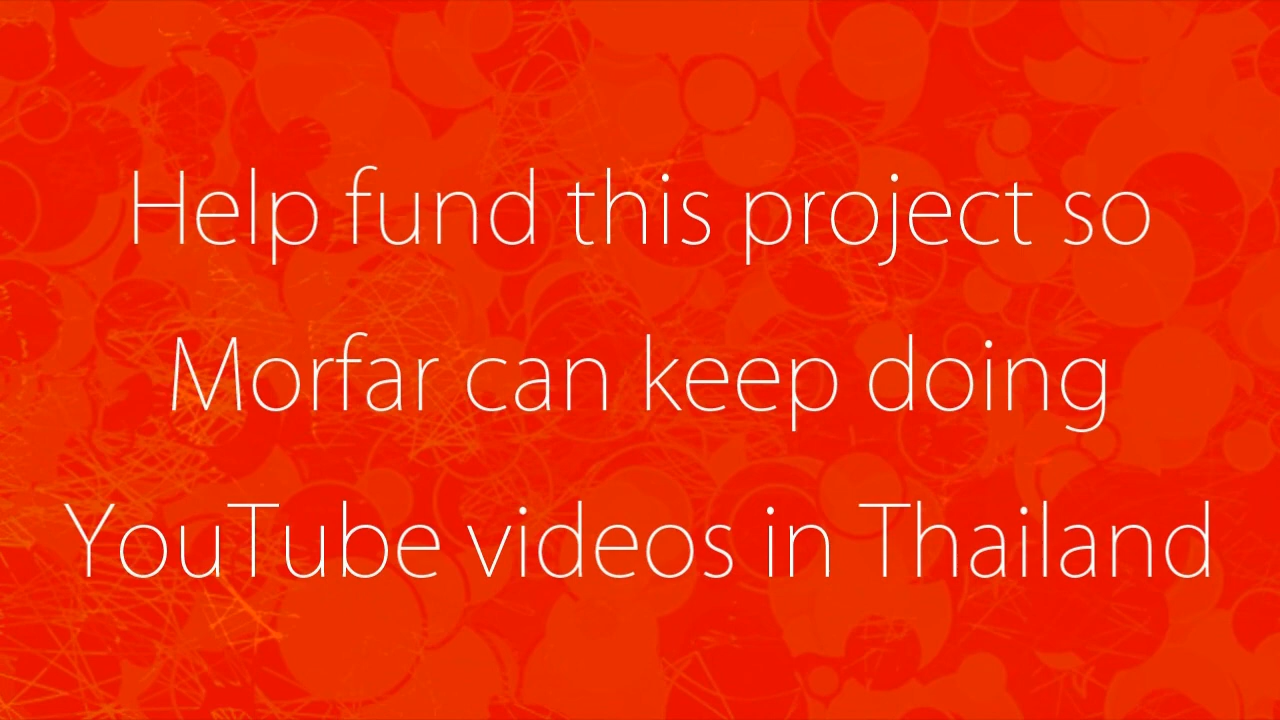 Help fund this project so
Morfar can keep doing
YouTube videos in Thailand